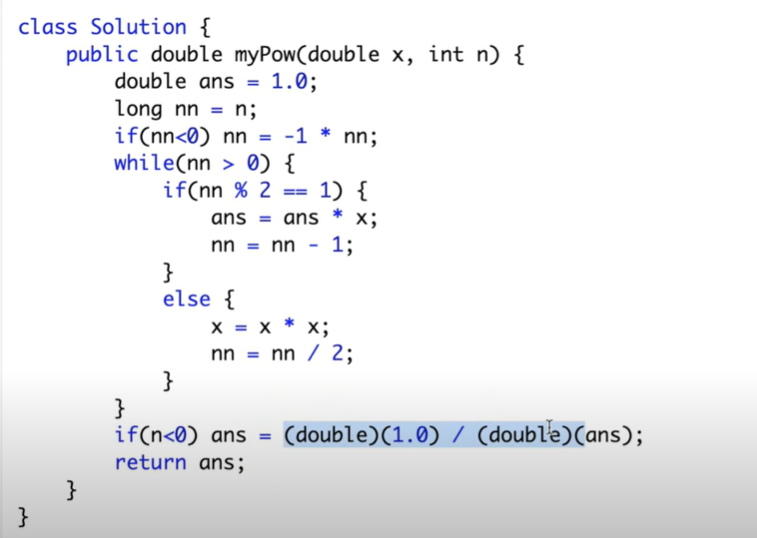 class Solution {
    public double myPow(double x, int n) {
        double ans = 1.0;
        long nn = n;
        if(nn<0) nn = -1 * nn;
        while(nn > 0) {
            if(nn % 2 == 1) {
                ans = ans * x;
                nn = nn - 1;
            }
            else {
                x = x * x;
                nn = nn / 2;
            }
        }
        if(n<0) ans = (double)(1.0) / (double)(ans);
        return ans;
    }
}